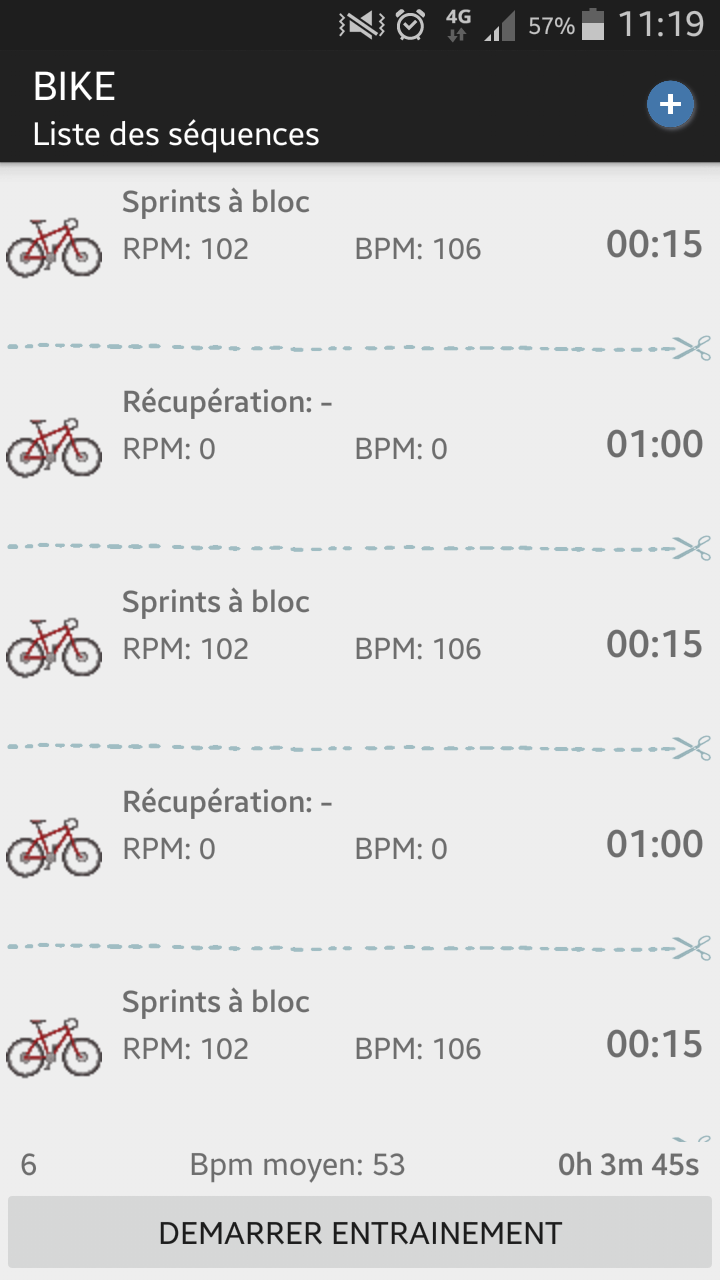 4G 57% 11:19
BIKE
Liste des séquences
Sprints à bloc
RPM: 102 BPM: 106 00:15
Récupération: -
RPM: 0 BPM: 0 01:00
Sprints à bloc
RPM: 102 BPM: 106 00:15
Récupération: -
RPM: 0 BPM: 0 01:00
Sprints à bloc
RPM: 102 BPM: 106 00:15
6 Bpm moyen: 53 0h 3m 45s
DEMARRER ENTRAINEMENT